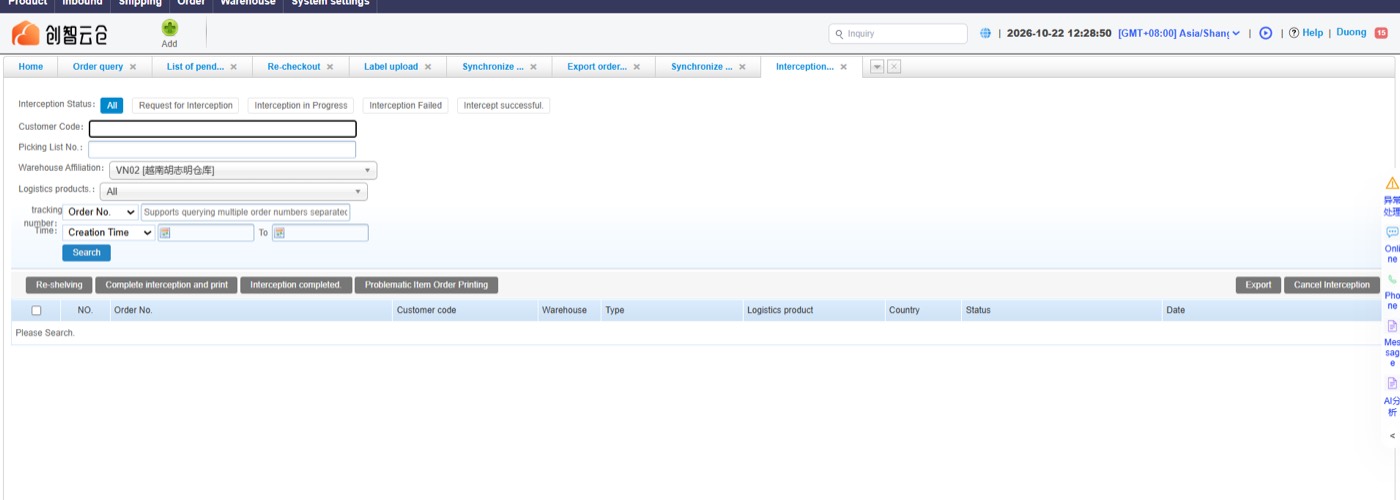 Product Inbound Shipping Order Warehouse System settings
创智云仓 Add Inquiry | 2026-10-22 12:28:50 [GMT+08:00] Asia/Shang | | Help | Duong 15
Home Order query List of pend... Re-checkout Label upload Synchronize ... Export order... Synchronize ... Interception...
Interception Status: All Request for Interception Interception in Progress Interception Failed Intercept successful.
Customer Code:
Picking List No.:
Warehouse Affiliation: VN02 [越南胡志明仓库]
Logistics products.: All
tracking number: Order No. Supports querying multiple order numbers separated
Time: Creation Time To
Search
Re-shelving Complete interception and print Interception completed. Problematic Item Order Printing Export Cancel Interception
NO. Order No. Customer code Warehouse Type Logistics product Country Status Date
Please Search.
异常
处理
Onli
ne
Pho
ne
Mes
sag
e
AI分
析
<